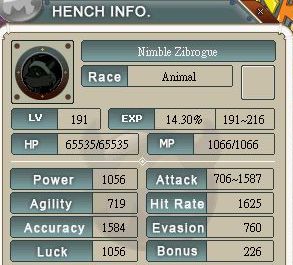 HENCH INFO.
Nimble Zibrogue
Race Animal
LV 191 EXP 14.30% 191~216
HP 65535/65535 MP 1066/1066
Power 1056 Attack 706~1587
Agility 719 Hit Rate 1625
Accuracy 1584 Evasion 760
Luck 1056 Bonus 226